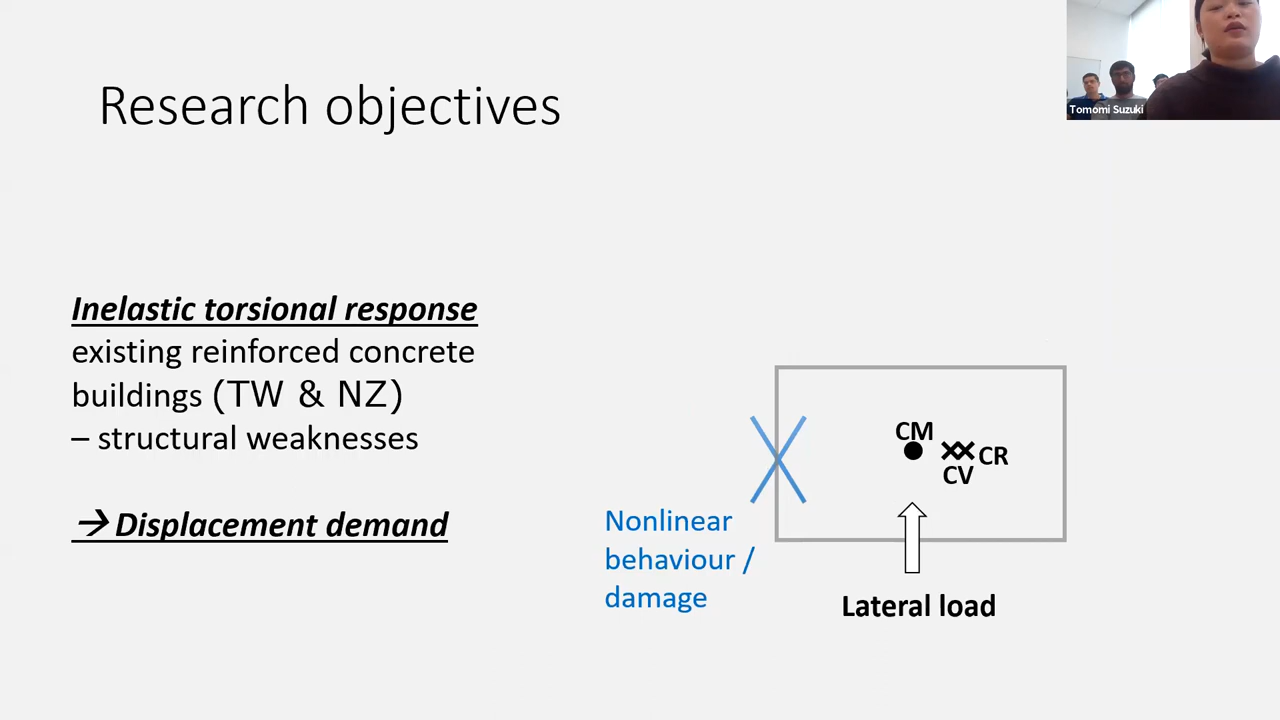 Research objectives
Tomomi Suzuki
Inelastic torsional response
existing reinforced concrete
buildings (TW & NZ)
– structural weaknesses
→ Displacement demand
CM
CR
CV
Nonlinear
behaviour /
damage
Lateral load